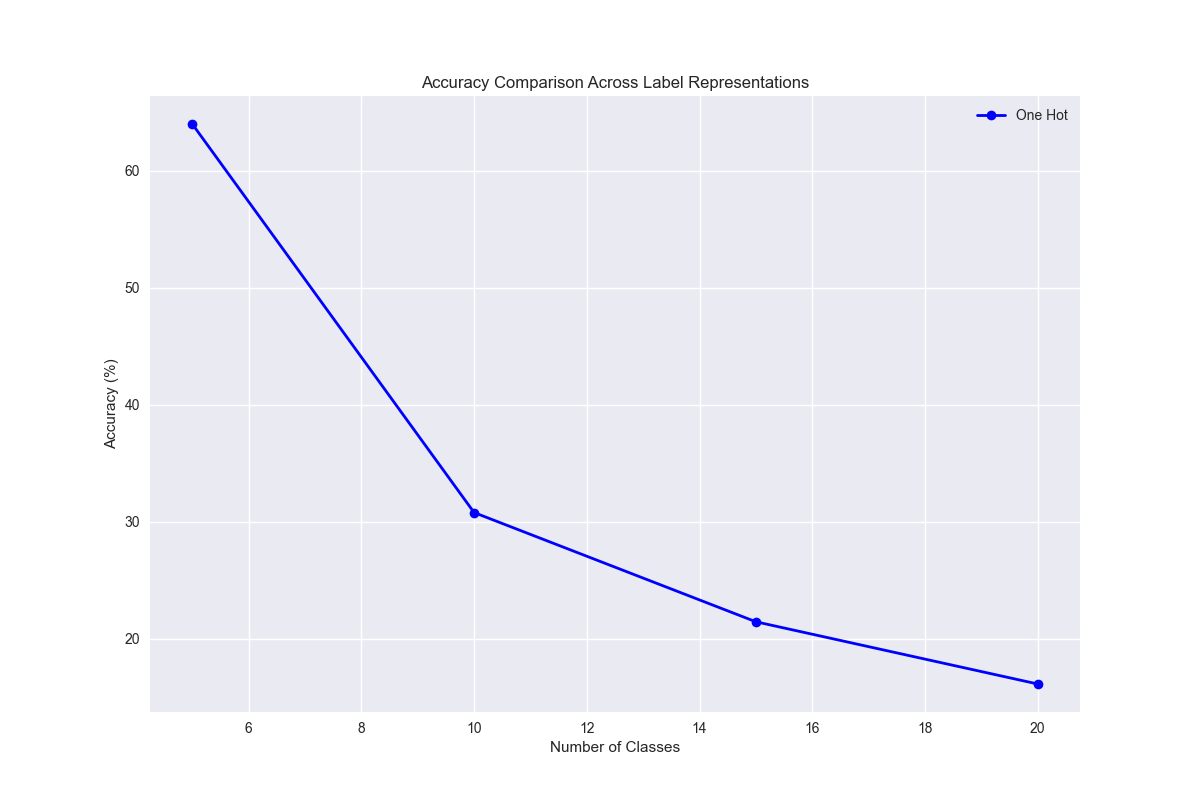 Accuracy Comparison Across Label Representations
One Hot
60
50
40
30
20
Accuracy (%)
6 8 10 12 14 16 18 20
Number of Classes